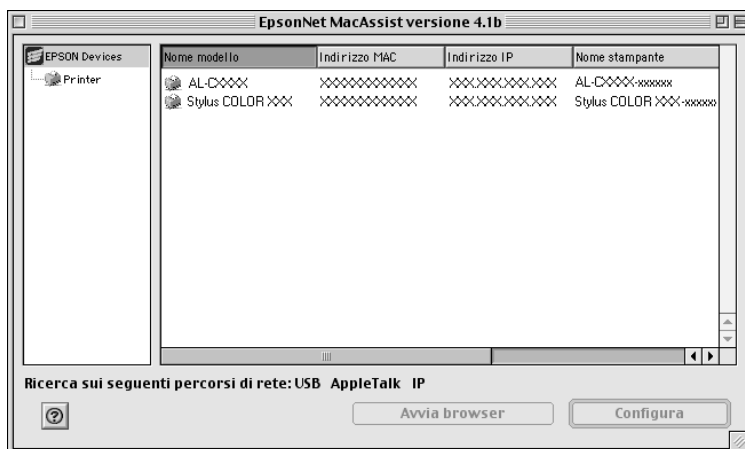 EpsonNet MacAssist versione 4.1b
EPSON Devices
Printer
Nome modello Indirizzo MAC Indirizzo IP Nome stampante
AL-CXXXX XXXXXXXXXXXX XXX.XXX.XXX.XXX AL-CXXXX-xxxxxx
Stylus COLOR XXX XXXXXXXXXXXX XXX.XXX.XXX.XXX Stylus COLOR XXX-xxxxxx
Ricerca sui seguenti percorsi di rete: USB AppleTalk IP
? Avvia browser Configura